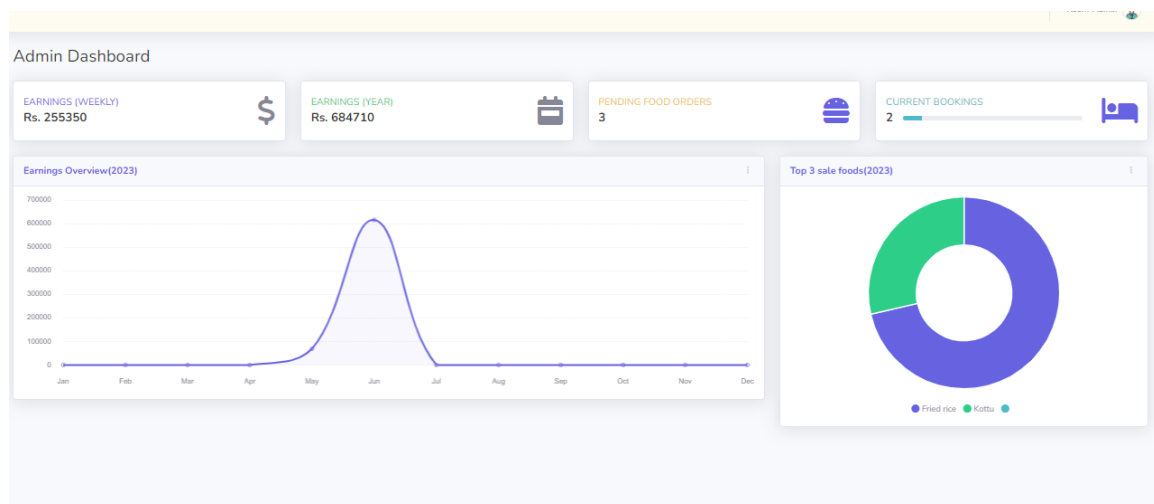 Admin Dashboard
EARNINGS (WEEKLY)
Rs. 255350
EARNINGS (YEAR)
Rs. 684710
PENDING FOOD ORDERS
3
CURRENT BOOKINGS
2
Earnings Overview(2023)
700000
600000
500000
400000
300000
200000
100000
0
Jan Feb Mar Apr May Jun Jul Aug Sep Oct Nov Dec
Top 3 sale foods(2023)
Fried rice Kottu